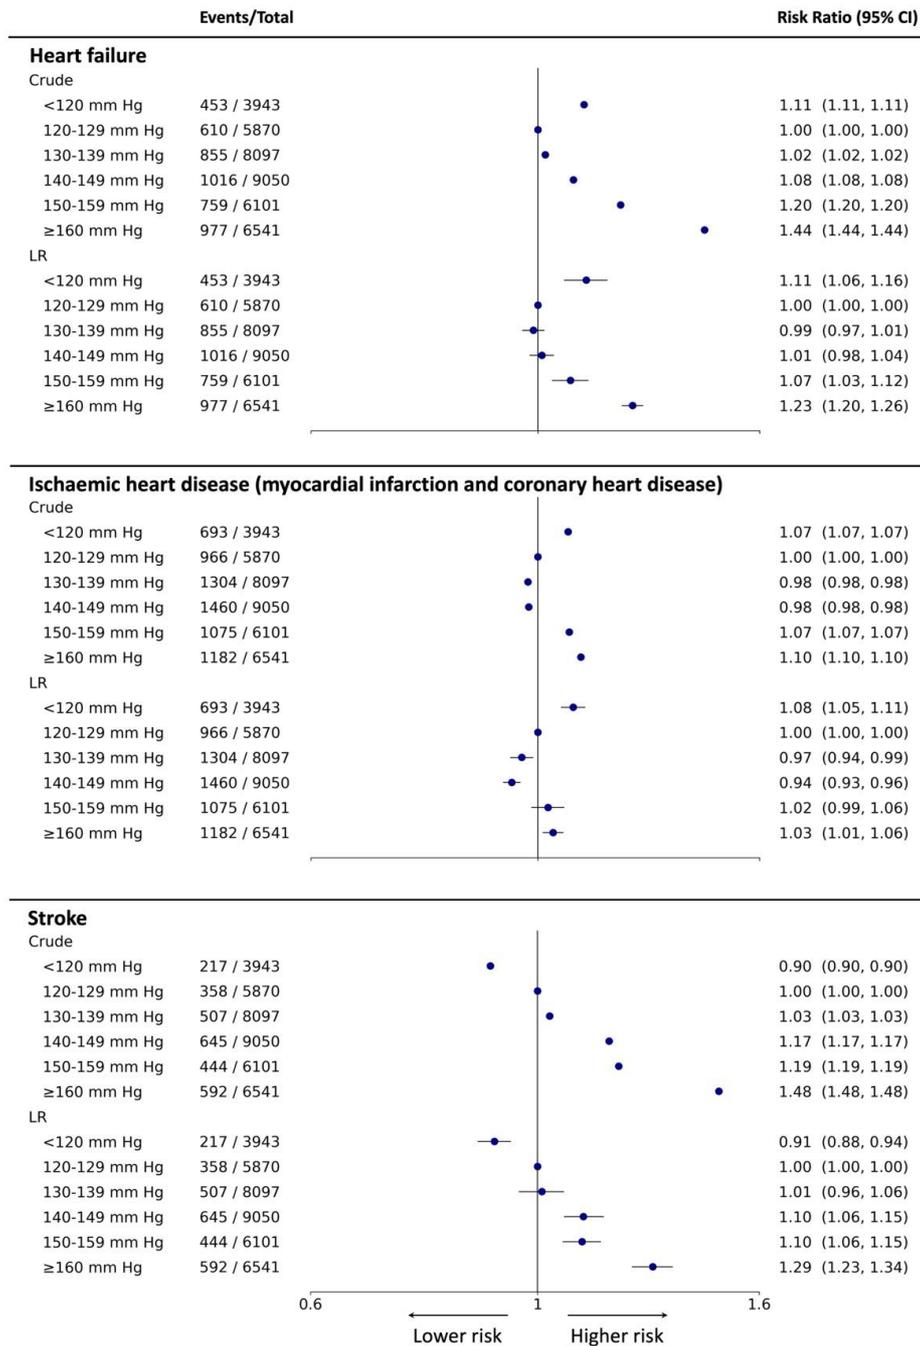 Events/Total Risk Ratio (95% CI)
Heart failure
Crude
<120 mm Hg 453 / 3943 1.11 (1.11, 1.11)
120-129 mm Hg 610 / 5870 1.00 (1.00, 1.00)
130-139 mm Hg 855 / 8097 1.02 (1.02, 1.02)
140-149 mm Hg 1016 / 9050 1.08 (1.08, 1.08)
150-159 mm Hg 759 / 6101 1.20 (1.20, 1.20)
≥160 mm Hg 977 / 6541 1.44 (1.44, 1.44)
LR
<120 mm Hg 453 / 3943 1.11 (1.06, 1.16)
120-129 mm Hg 610 / 5870 1.00 (1.00, 1.00)
130-139 mm Hg 855 / 8097 0.99 (0.97, 1.01)
140-149 mm Hg 1016 / 9050 1.01 (0.98, 1.04)
150-159 mm Hg 759 / 6101 1.07 (1.03, 1.12)
≥160 mm Hg 977 / 6541 1.23 (1.20, 1.26)
Ischaemic heart disease (myocardial infarction and coronary heart disease)
Crude
<120 mm Hg 693 / 3943 1.07 (1.07, 1.07)
120-129 mm Hg 966 / 5870 1.00 (1.00, 1.00)
130-139 mm Hg 1304 / 8097 0.98 (0.98, 0.98)
140-149 mm Hg 1460 / 9050 0.98 (0.98, 0.98)
150-159 mm Hg 1075 / 6101 1.07 (1.07, 1.07)
≥160 mm Hg 1182 / 6541 1.10 (1.10, 1.10)
LR
<120 mm Hg 693 / 3943 1.08 (1.05, 1.11)
120-129 mm Hg 966 / 5870 1.00 (1.00, 1.00)
130-139 mm Hg 1304 / 8097 0.97 (0.94, 0.99)
140-149 mm Hg 1460 / 9050 0.94 (0.93, 0.96)
150-159 mm Hg 1075 / 6101 1.02 (0.99, 1.06)
≥160 mm Hg 1182 / 6541 1.03 (1.01, 1.06)
Stroke
Crude
<120 mm Hg 217 / 3943 0.90 (0.90, 0.90)
120-129 mm Hg 358 / 5870 1.00 (1.00, 1.00)
130-139 mm Hg 507 / 8097 1.03 (1.03, 1.03)
140-149 mm Hg 645 / 9050 1.17 (1.17, 1.17)
150-159 mm Hg 444 / 6101 1.19 (1.19, 1.19)
≥160 mm Hg 592 / 6541 1.48 (1.48, 1.48)
LR
<120 mm Hg 217 / 3943 0.91 (0.88, 0.94)
120-129 mm Hg 358 / 5870 1.00 (1.00, 1.00)
130-139 mm Hg 507 / 8097 1.01 (0.96, 1.06)
140-149 mm Hg 645 / 9050 1.10 (1.06, 1.15)
150-159 mm Hg 444 / 6101 1.10 (1.06, 1.15)
≥160 mm Hg 592 / 6541 1.29 (1.23, 1.34)
0.6 1 1.6
Lower risk Higher risk